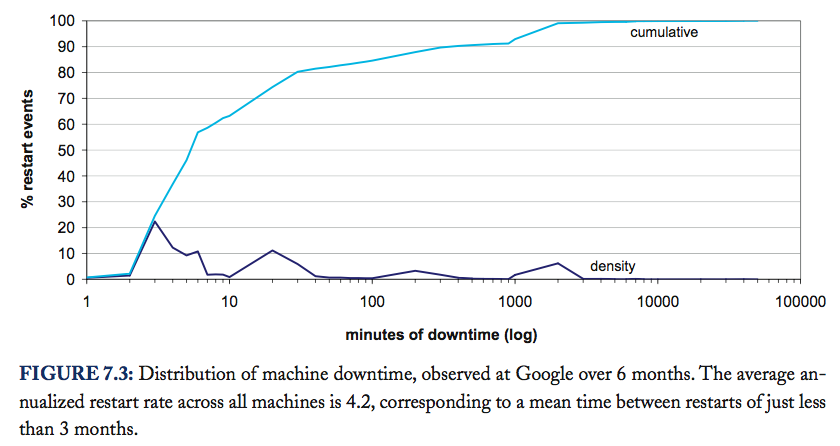 100
90
80
70
60
50
40
30
20
10
0
% restart events
cumulative
density
1 10 100 1000 10000 100000
minutes of downtime (log)
FIGURE 7.3: Distribution of machine downtime, observed at Google over 6 months. The average an-
nualized restart rate across all machines is 4.2, corresponding to a mean time between restarts of just less
than 3 months.